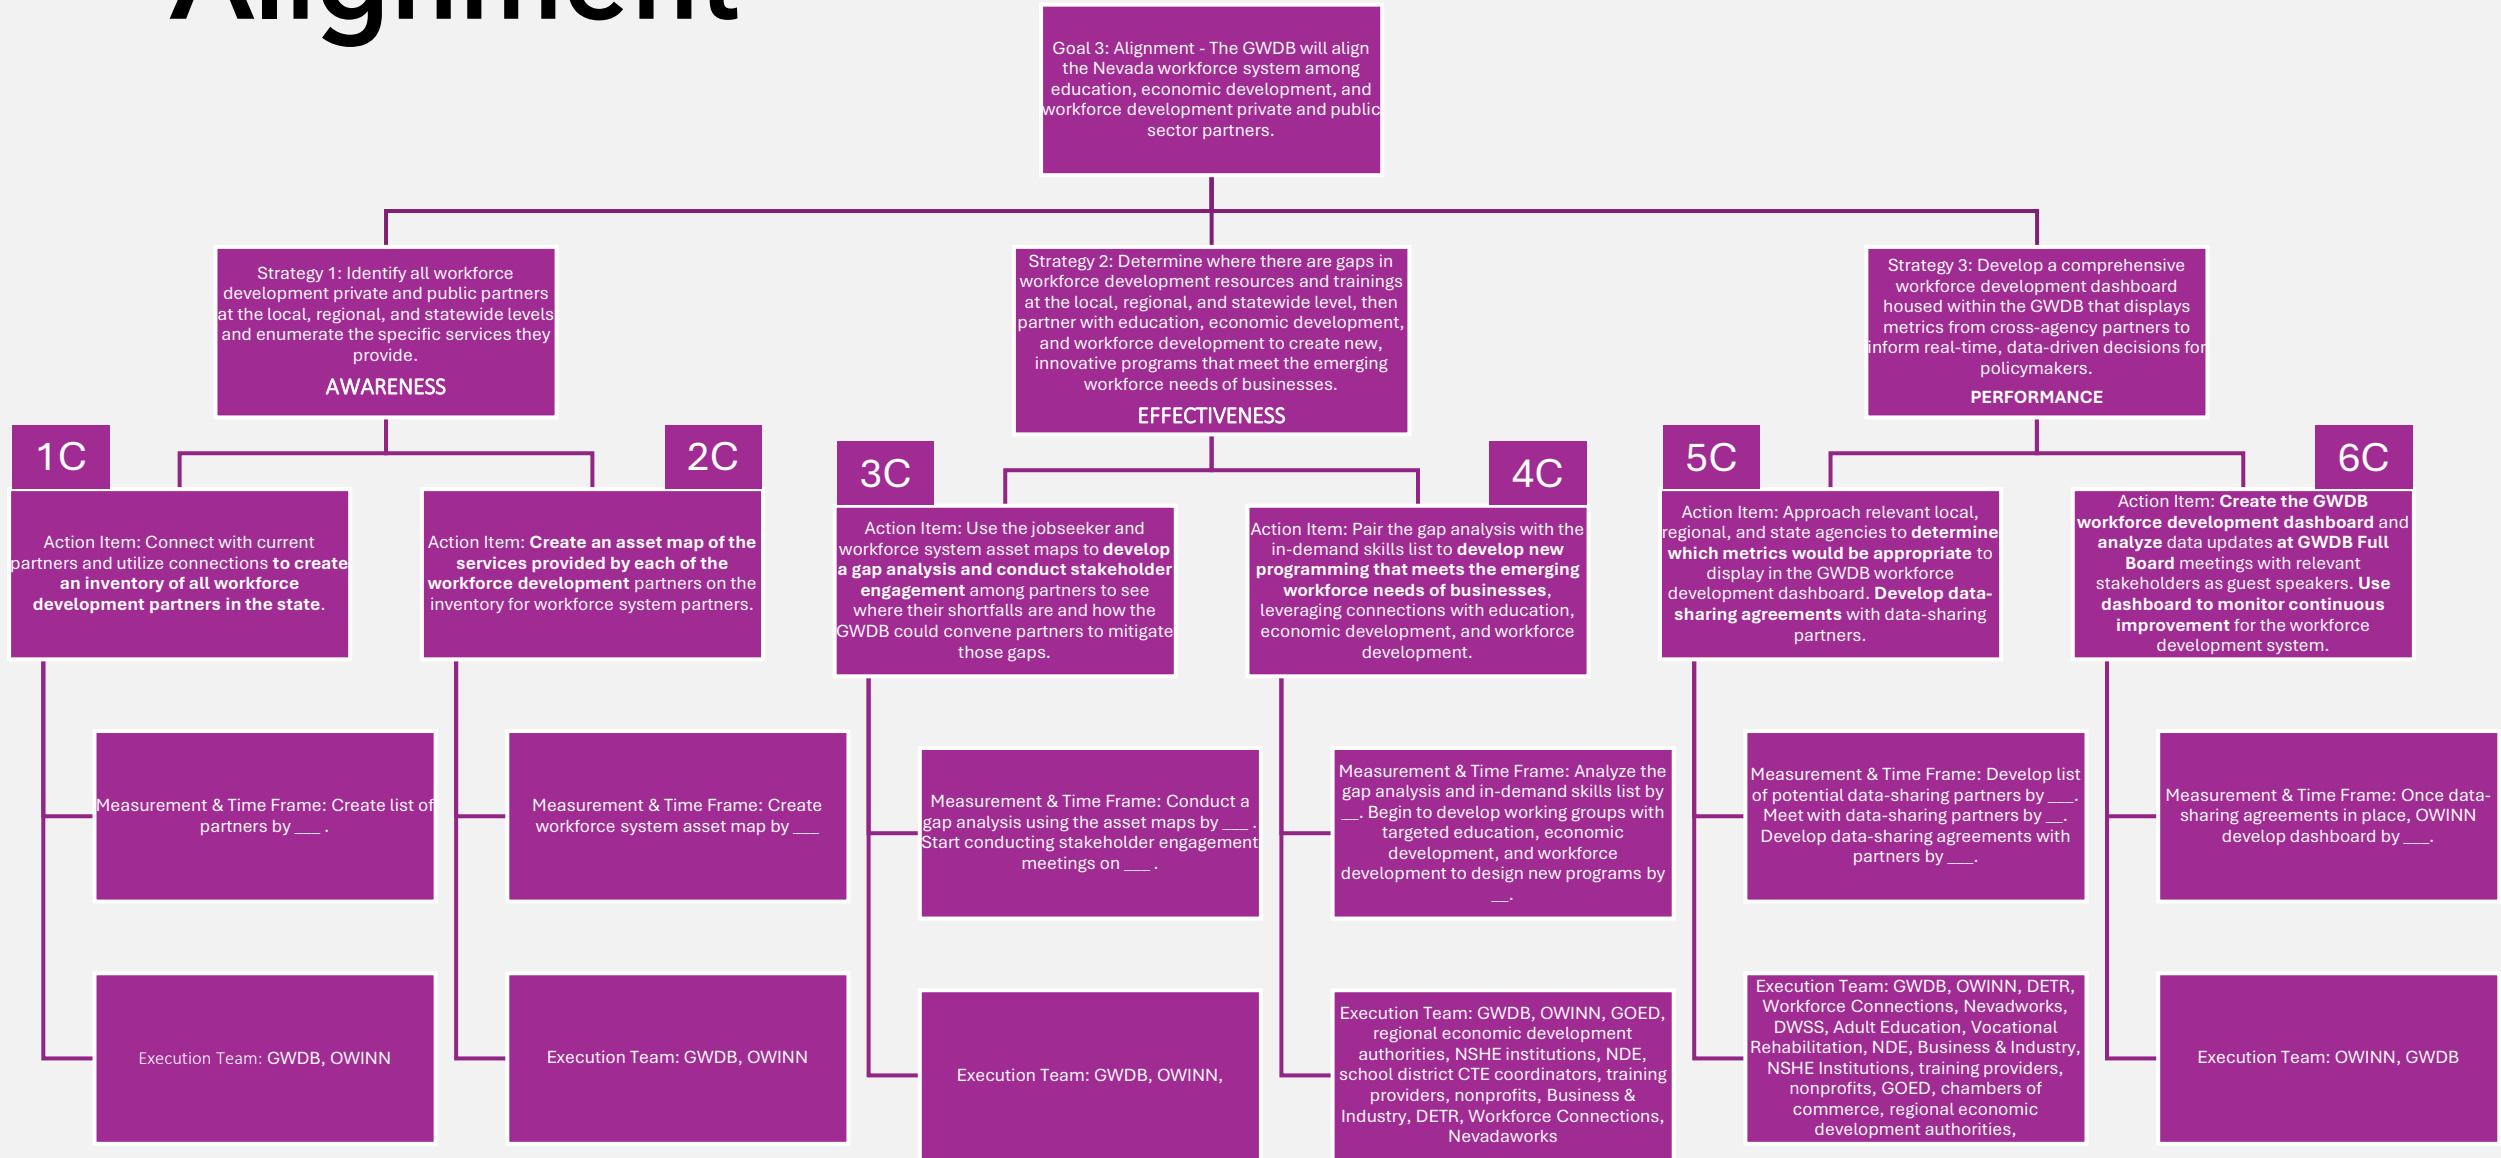 Alignment
Goal 3: Alignment - The GWDB will align
the Nevada workforce system among
education, economic development, and
workforce development private and public
sector partners.
Strategy 1: Identify all workforce
development private and public partners
at the local, regional, and statewide levels
and enumerate the specific services they
provide.
AWARENESS
Strategy 2: Determine where there are gaps in
workforce development resources and trainings
at the local, regional, and statewide level, then
partner with education, economic development,
and workforce development to create new,
innovative programs that meet the emerging
workforce needs of businesses.
EFFECTIVENESS
Strategy 3: Develop a comprehensive
workforce development dashboard
housed within the GWDB that displays
metrics from cross-agency partners to
inform real-time, data-driven decisions for
policymakers.
PERFORMANCE
1C
Action Item: Connect with current
partners and utilize connections to create
an inventory of all workforce
development partners in the state.
Measurement & Time Frame: Create list of
partners by ___ .
Execution Team: GWDB, OWINN
2C
Action Item: Create an asset map of the
services provided by each of the
workforce development partners on the
inventory for workforce system partners.
Measurement & Time Frame: Create
workforce system asset map by ___
Execution Team: GWDB, OWINN
3C
Action Item: Use the jobseeker and
workforce system asset maps to develop
a gap analysis and conduct stakeholder
engagement among partners to see
where their shortfalls are and how the
GWDB could convene partners to mitigate
those gaps.
Measurement & Time Frame: Conduct a
gap analysis using the asset maps by ___ .
Start conducting stakeholder engagement
meetings on ___ .
Execution Team: GWDB, OWINN,
4C
Action Item: Pair the gap analysis with the
in-demand skills list to develop new
programming that meets the emerging
workforce needs of businesses,
leveraging connections with education,
economic development, and workforce
development.
Measurement & Time Frame: Analyze the
gap analysis and in-demand skills list by
__. Begin to develop working groups with
targeted education, economic
development, and workforce
development to design new programs by
__.
Execution Team: GWDB, OWINN, GOED,
regional economic development
authorities, NSHE institutions, NDE,
school district CTE coordinators, training
providers, nonprofits, Business &
Industry, DETR, Workforce Connections,
Nevadaworks
5C
Action Item: Approach relevant local,
regional, and state agencies to determine
which metrics would be appropriate to
display in the GWDB workforce
development dashboard. Develop data-
sharing agreements with data-sharing
partners.
Measurement & Time Frame: Develop list
of potential data-sharing partners by ___.
Meet with data-sharing partners by __.
Develop data-sharing agreements with
partners by ___.
Execution Team: GWDB, OWINN, DETR,
Workforce Connections, Nevadworks,
DWSS, Adult Education, Vocational
Rehabilitation, NDE, Business & Industry,
NSHE Institutions, training providers,
nonprofits, GOED, chambers of
commerce, regional economic
development authorities,
6C
Action Item: Create the GWDB
workforce development dashboard and
analyze data updates at GWDB Full
Board meetings with relevant
stakeholders as guest speakers. Use
dashboard to monitor continuous
improvement for the workforce
development system.
Measurement & Time Frame: Once data-
sharing agreements in place, OWINN
develop dashboard by ___.
Execution Team: OWINN, GWDB